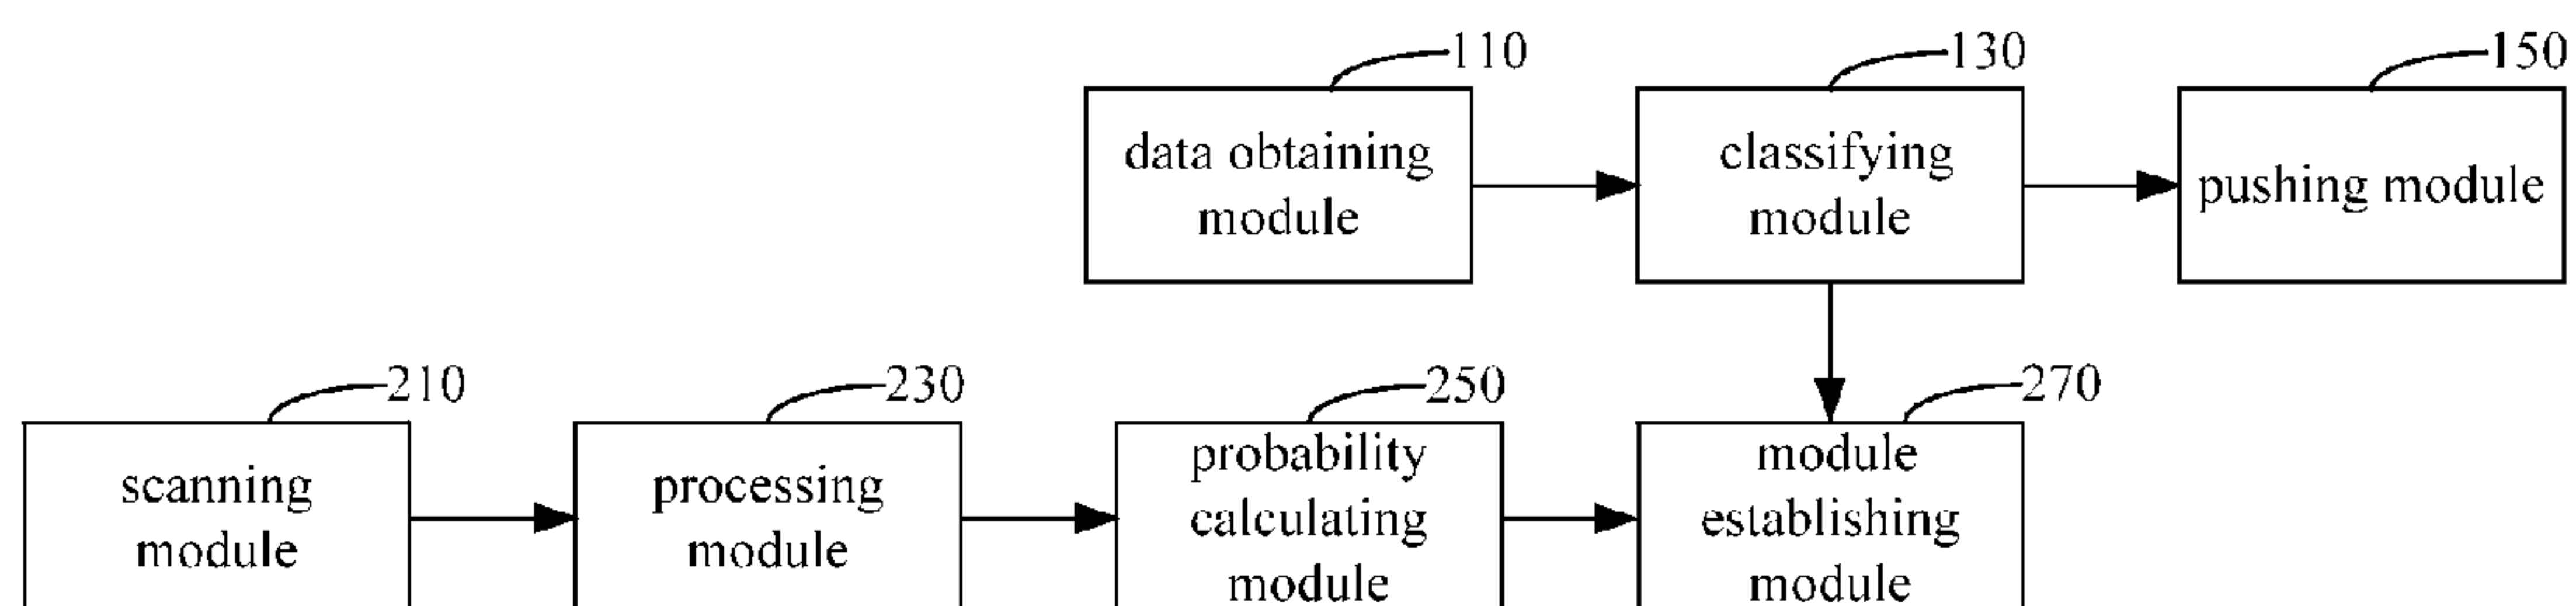 110
130
150
data obtaining
module
classifying
module
pushing module
210
230
250
270
scanning
module
processing
module
probability
calculating
module
module
establishing
module